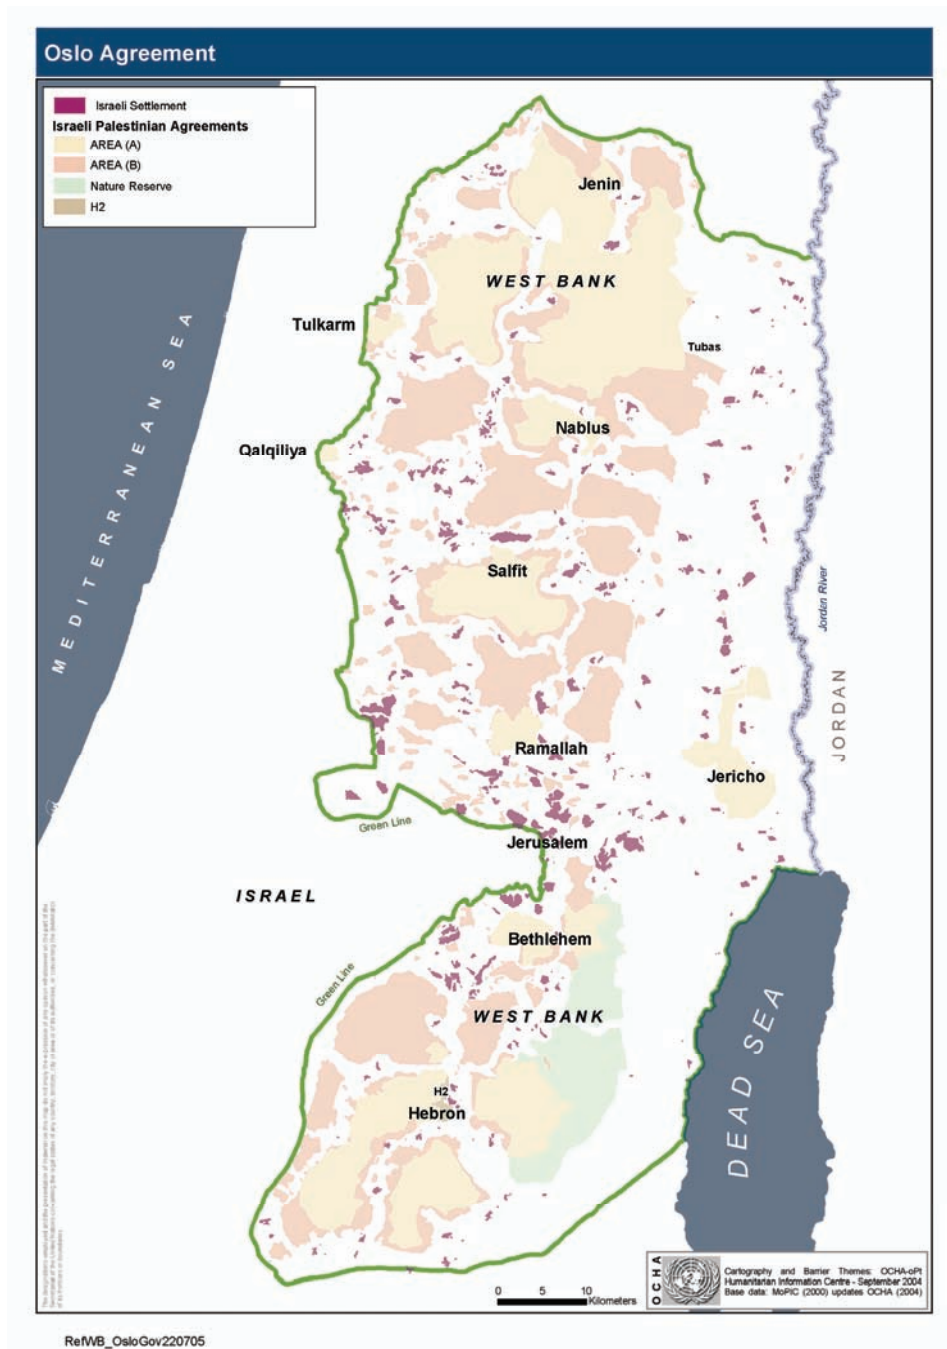 Oslo Agreement
Israeli Settlement
Israeli Palestinian Agreements
AREA (A)
AREA (B)
Nature Reserve
H2
Jenin
WEST BANK
Tulkarm
Tubas
MEDITERRANEAN SEA
Nablus
Qalqiliya
Salfit
Jordan River
JORDAN
Ramallah
Jericho
Green Line
Jerusalem
ISRAEL
Bethlehem
Green Line
WEST BANK
DEAD SEA
H2
Hebron
OCHA
Cartography and Barrier Themes: OCHA-oPt
Humanitarian Information Centre - September 2004
Base data: MoPIC (2000) updates OCHA (2004)
0 5 10
Kilometers
RefWB_OsloGov220705